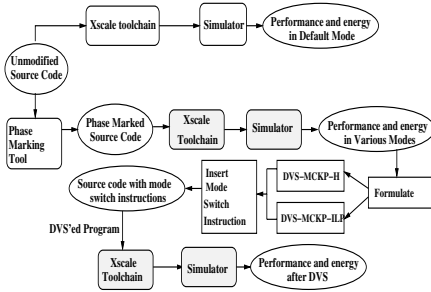 Xscale toolchain
Simulator
Performance and energy
in Default Mode
Unmodified
Source Code
Phase
Marking
Tool
Phase Marked
Source Code
Xscale
Toolchain
Simulator
Performance and energy
in Various Modes
Source code with mode
switch instructions
Insert
Mode
Switch
Instruction
DVS-MCKP-H
DVS-MCKP-ILP
Formulate
DVS'ed Program
Xscale
Toolchain
Simulator
Performance and energy
after DVS